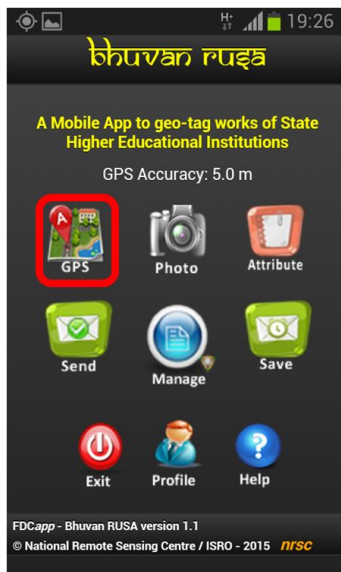 H+ 19:26
bhuvan rusa
A Mobile App to geo-tag works of State
Higher Educational Institutions
GPS Accuracy: 5.0 m
A
GPS Photo Attribute
Send Manage Save
Exit Profile Help
FDCapp - Bhuvan RUSA version 1.1
© National Remote Sensing Centre / ISRO - 2015 nrsc